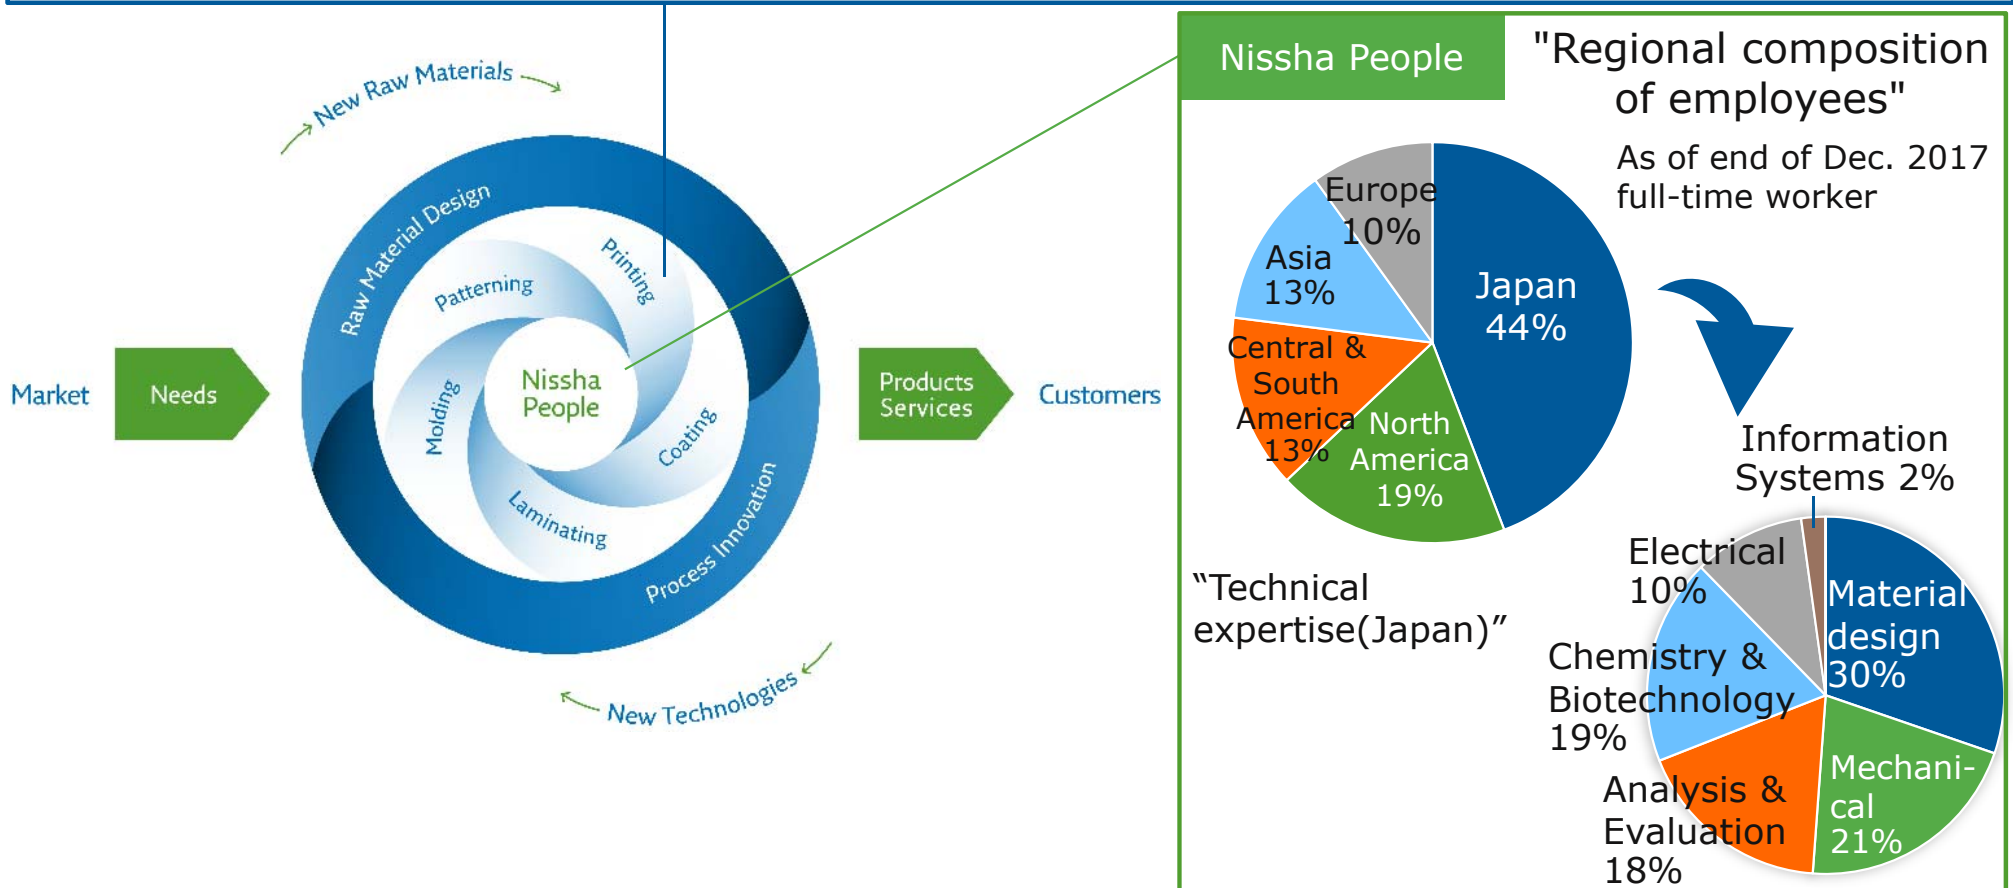 New Raw Materials
Raw Material Design
Patterning
Printing
Molding
Nissha
People
Coating
Laminating
Process Innovation
New Technologies
Market
Needs
Products
Services
Customers
Nissha People
"Regional composition
of employees"
As of end of Dec. 2017
full-time worker
Europe
10%
Asia
13%
Japan
44%
Central &
South
America
13%
North
America
19%
"Technical
expertise(Japan)”
Information
Systems 2%
Electrical
10%
Material
design
30%
Chemistry &
Biotechnology
19%
Mechani-
cal
21%
Analysis &
Evaluation
18%